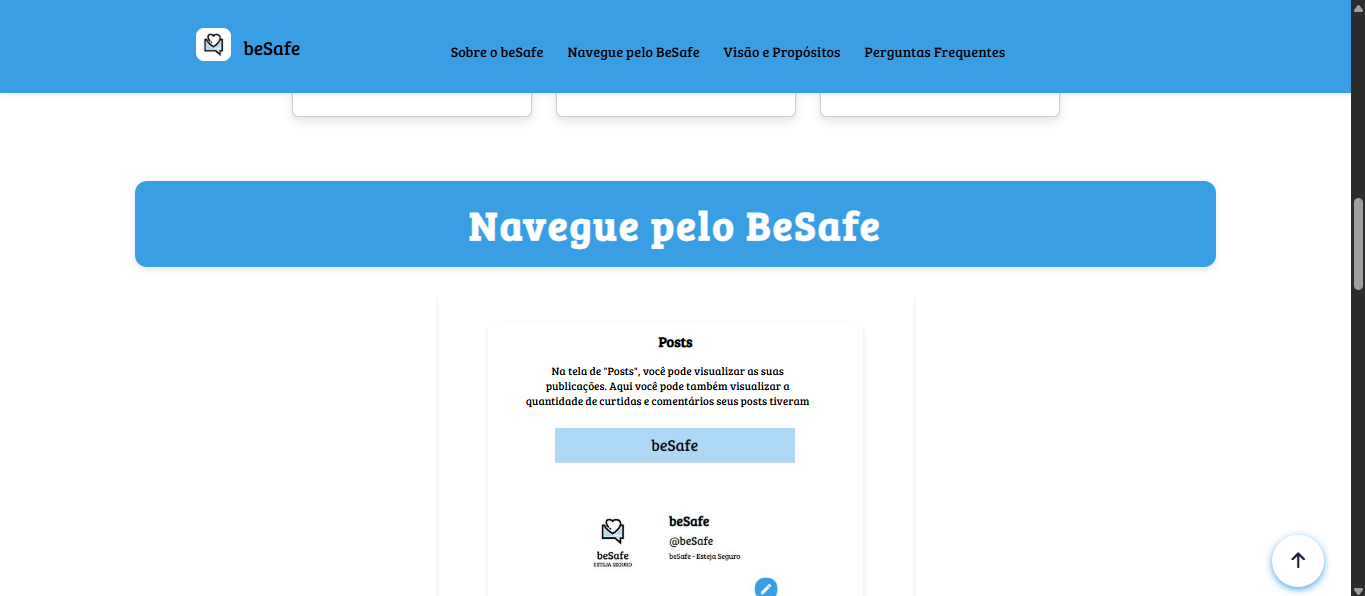 beSafe
Sobre o beSafe
Navegue pelo BeSafe
Visão e Propósitos
Perguntas Frequentes
Navegue pelo BeSafe
Posts
Na tela de "Posts", você pode visualizar as suas
publicações. Aqui você pode também visualizar a
quantidade de curtidas e comentários seus posts tiveram
beSafe
beSafe
ESTEJA SEGURO
beSafe
@beSafe
beSafe - Esteja Seguro